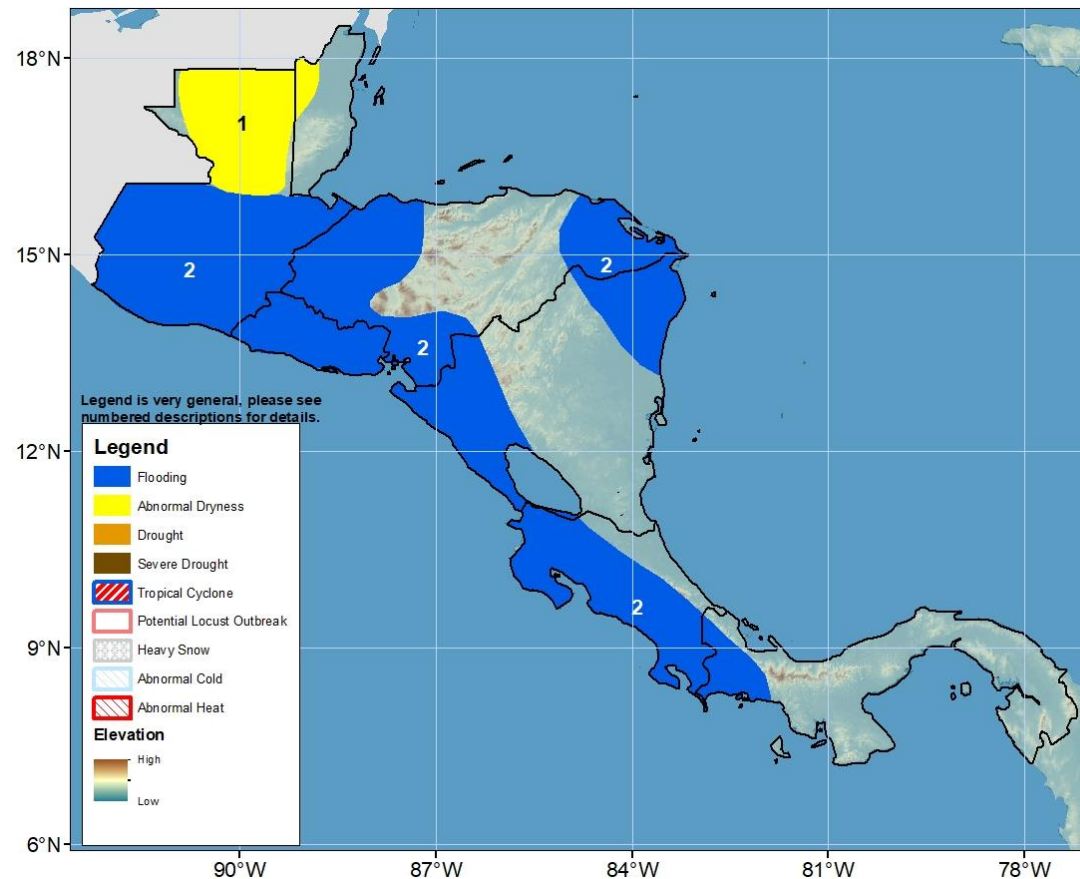 18°N
15°N
12°N
9°N
6°N
1
2
2
2
2
Legend is very general, please see
numbered descriptions for details.
Legend
Flooding
Abnormal Dryness
Drought
Severe Drought
Tropical Cyclone
Potential Locust Outbreak
Heavy Snow
Abnormal Cold
Abnormal Heat
Elevation
High
Low
90°W
87°W
84°W
81°W
78°W